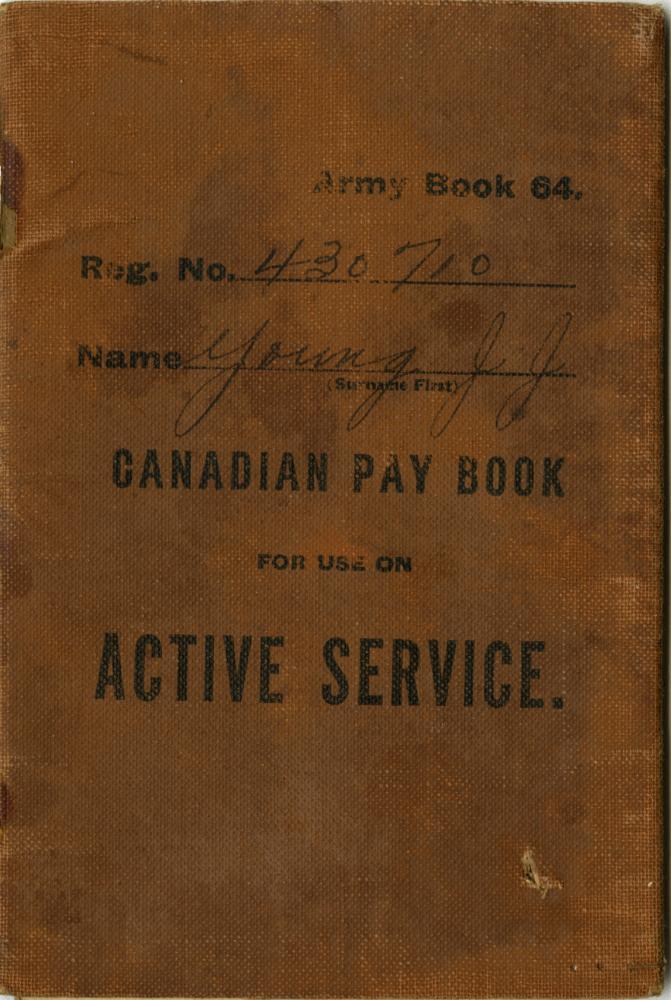 Army Book 64.
Reg. No. 430710
Name Young J. J.
(Surname First)
CANADIAN PAY BOOK
FOR USE ON
ACTIVE SERVICE.